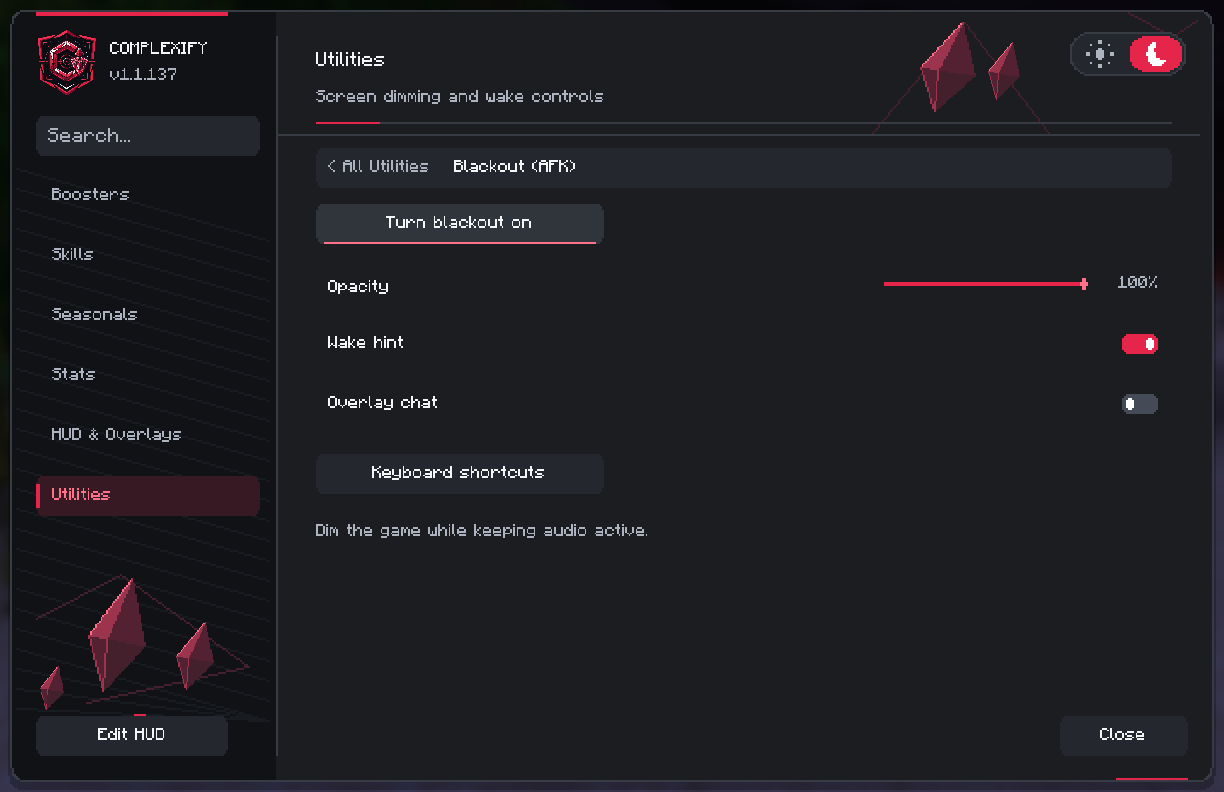 COMPLEXIFY
v1.1.137
Search...
Boosters
Skills
Seasonals
Stats
HUD & Overlays
Utilities
Edit HUD
Utilities
Screen dimming and wake controls
< All Utilities Blackout (AFK)
Turn blackout on
Opacity 100%
Wake hint
Overlay chat
Keyboard shortcuts
Dim the game while keeping audio active.
Close